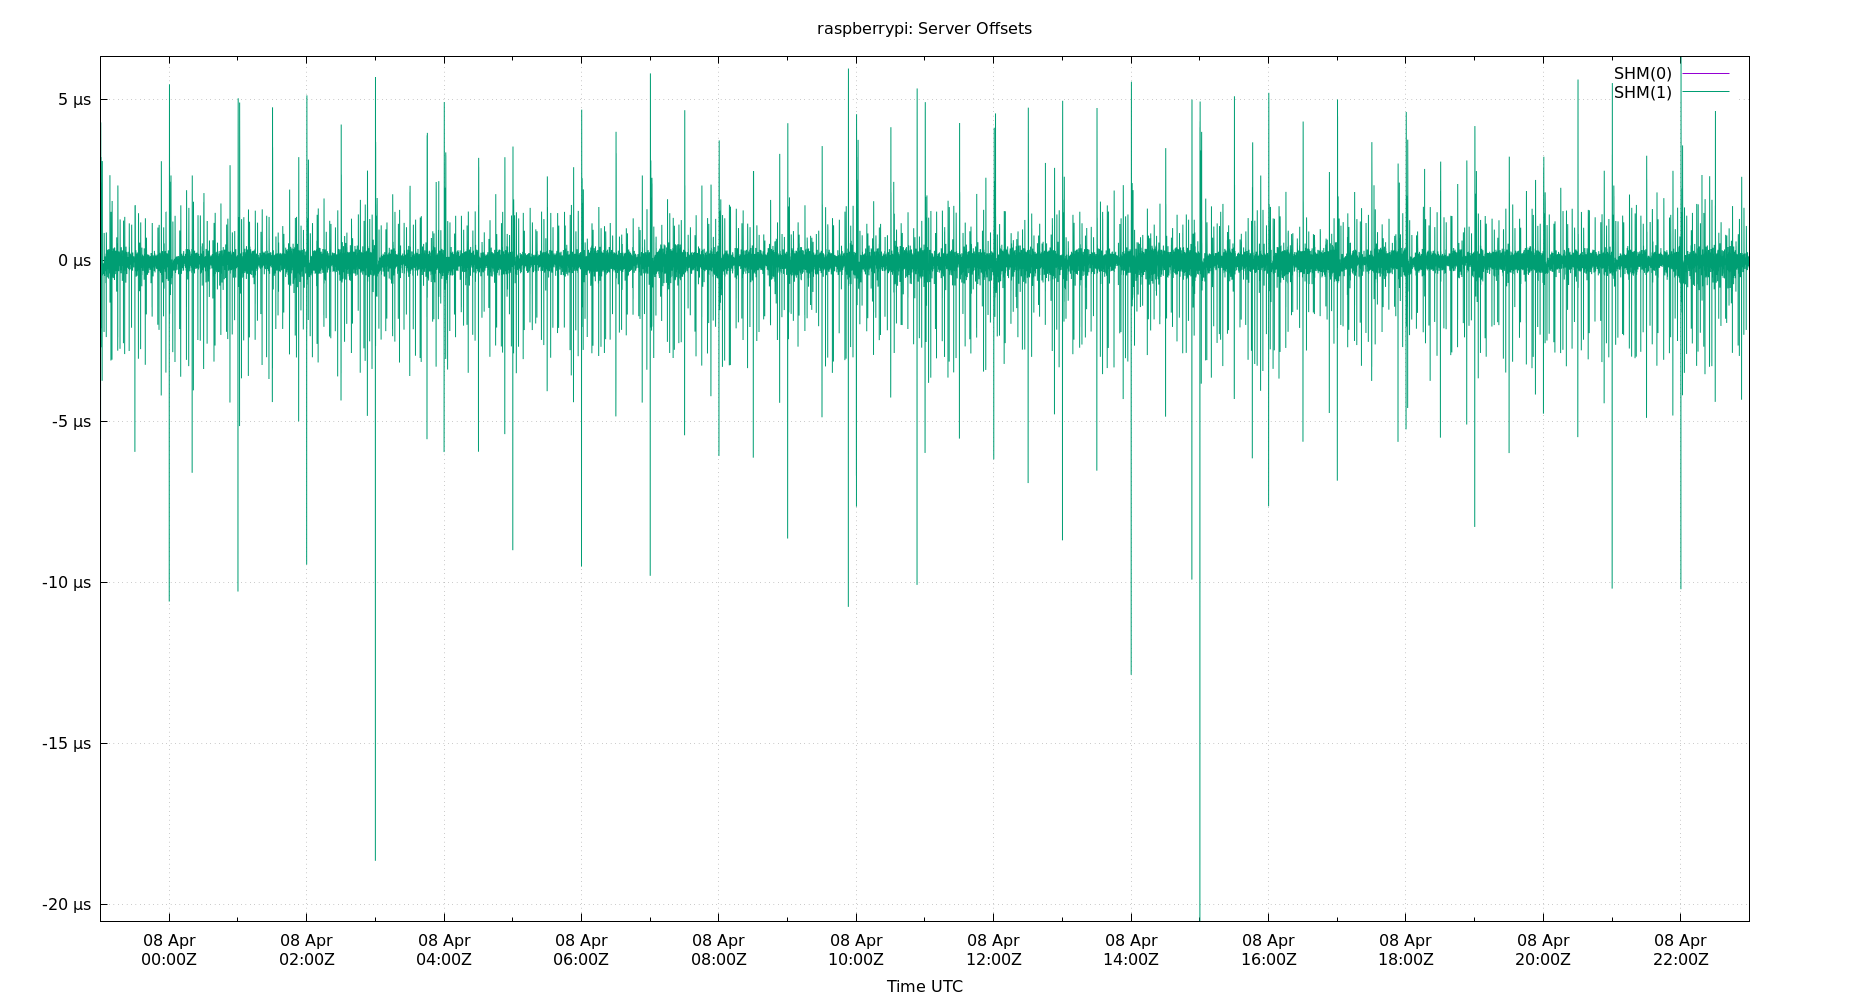 raspberrypi: Server Offsets
SHM(0)
SHM(1)
5 µs
0 µs
-5 µs
-10 µs
-15 µs
-20 µs
08 Apr 08 Apr 08 Apr 08 Apr 08 Apr 08 Apr 08 Apr 08 Apr 08 Apr 08 Apr 08 Apr 08 Apr
00:00Z 02:00Z 04:00Z 06:00Z 08:00Z 10:00Z 12:00Z 14:00Z 16:00Z 18:00Z 20:00Z 22:00Z
Time UTC